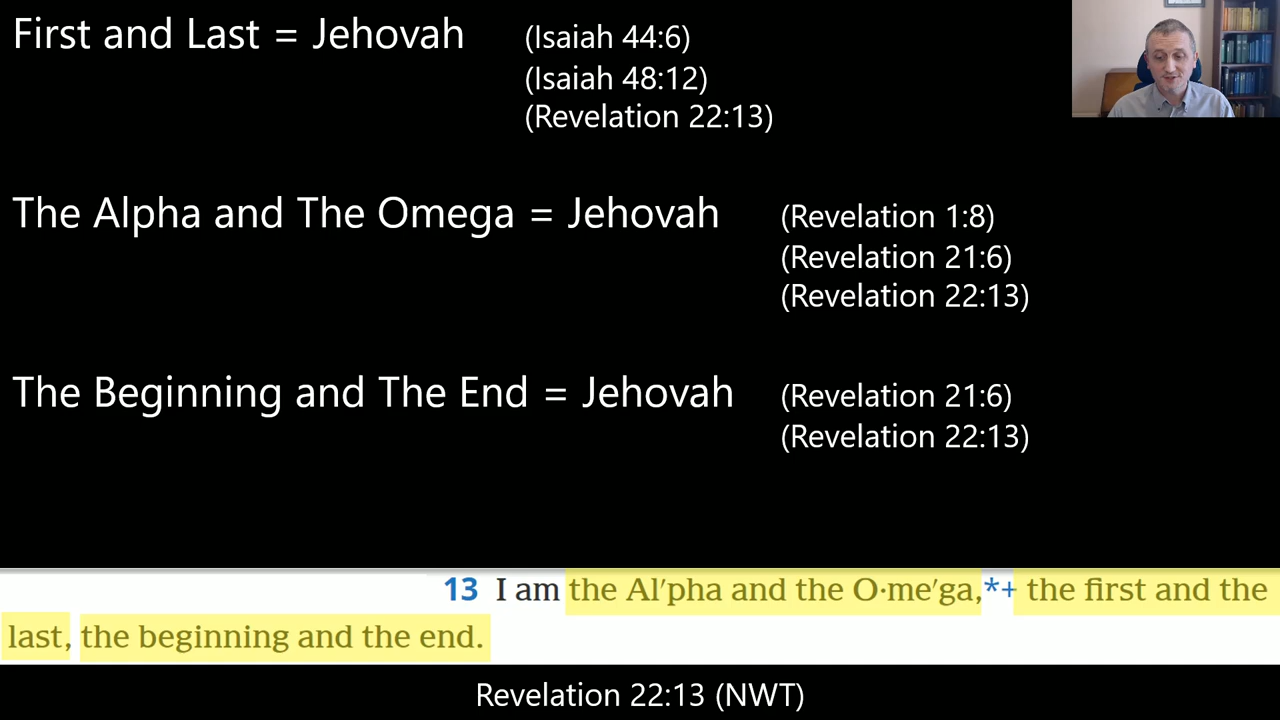 First and Last = Jehovah (Isaiah 44:6)
(Isaiah 48:12)
(Revelation 22:13)
The Alpha and The Omega = Jehovah (Revelation 1:8)
(Revelation 21:6)
(Revelation 22:13)
The Beginning and The End = Jehovah (Revelation 21:6)
(Revelation 22:13)
13 I am the Al′pha and the O·me′ga,*+ the first and the
last, the beginning and the end.
Revelation 22:13 (NWT)